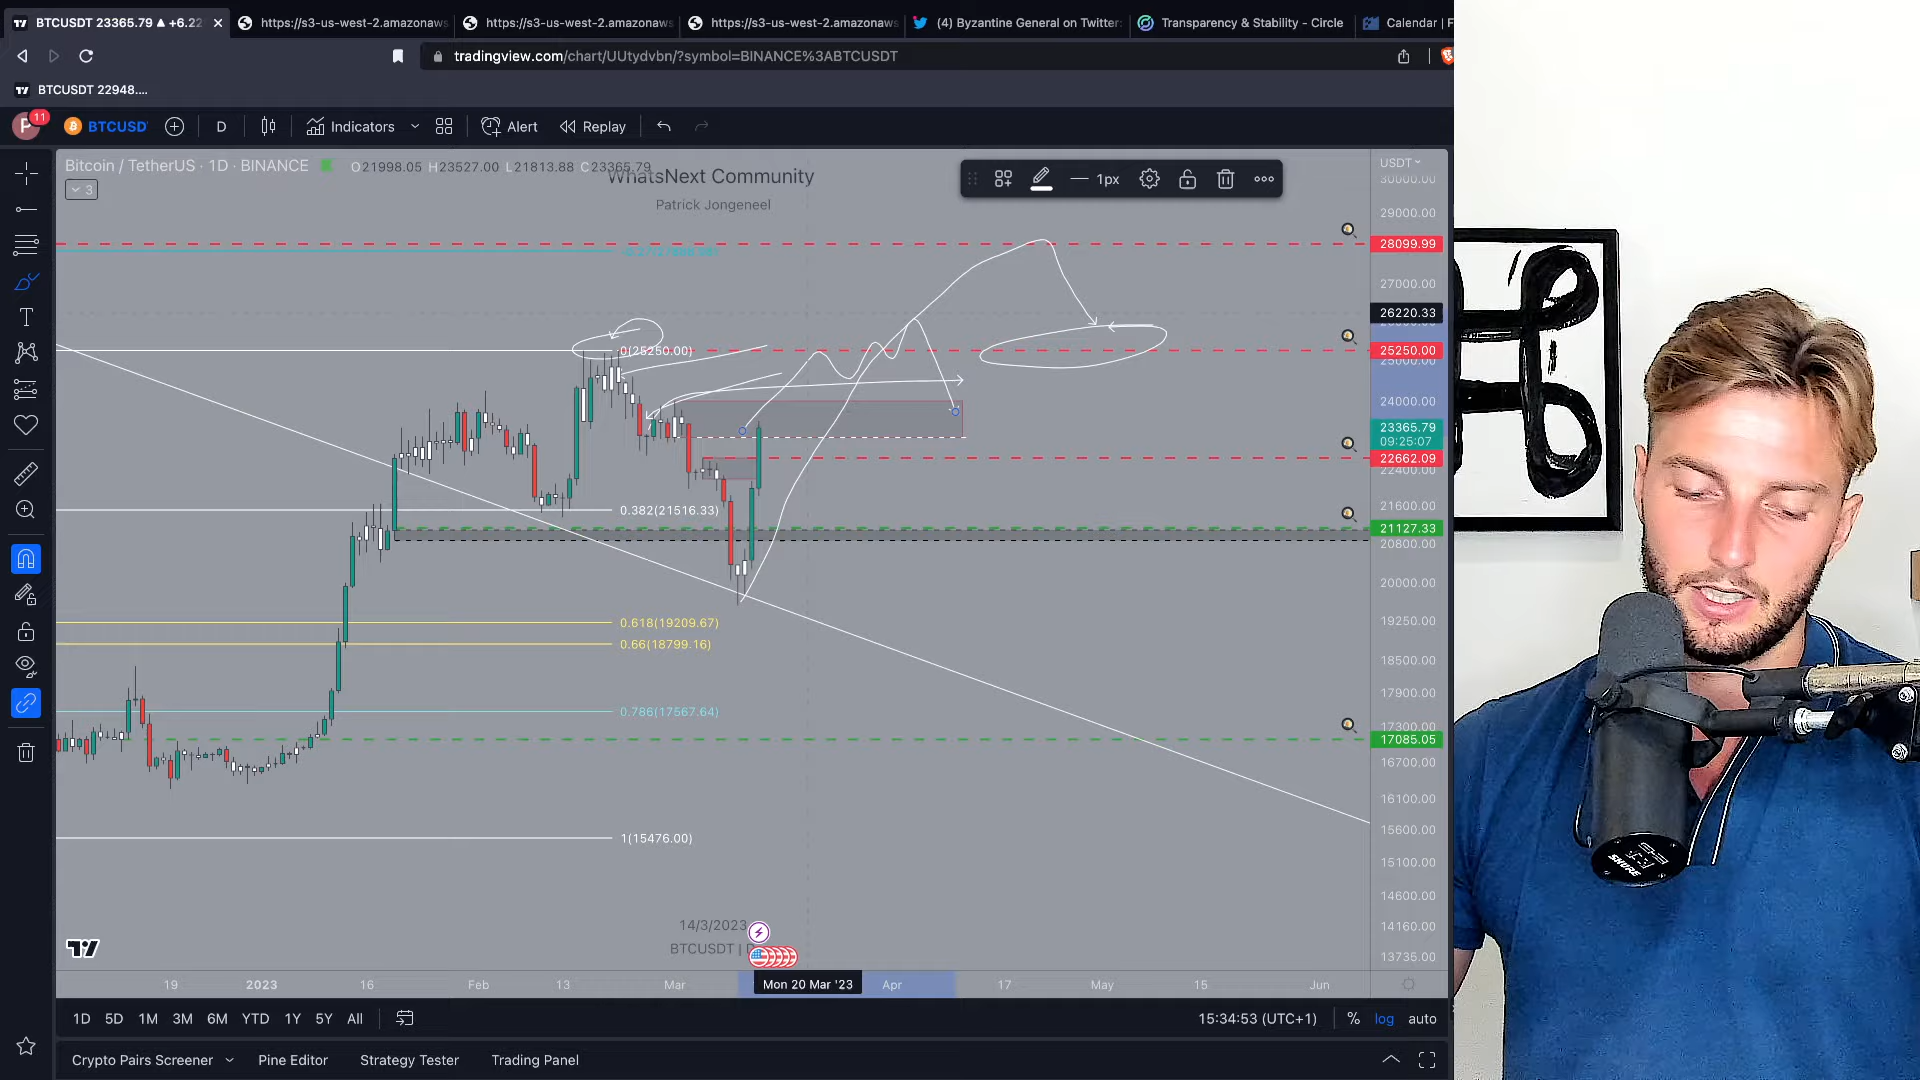 BTCUSDT 23365.79 ▲ +6.22
https://s3-us-west-2.amazonaws
https://s3-us-west-2.amazonaws
https://s3-us-west-2.amazonaws
(4) Byzantine General on Twitter:
Transparency & Stability - Circle
Calendar | F
tradingview.com/chart/UUtydvbn/?symbol=BINANCE%3ABTCUSDT
BTCUSDT 22948....
P 11
BTCUSD
D
Indicators
Alert
Replay
Bitcoin / TetherUS · 1D · BINANCE
O21998.05 H23527.00 L21813.88 C23365.79
3
WhatsNext Community
Patrick Jongeneel
1px
USDT
30000.00
29000.00
28099.99
27000.00
26220.33
25250.00
25000.00
24000.00
23365.79
09:25:07
22662.09
22400.00
21600.00
21127.33
20800.00
20000.00
19250.00
18500.00
17900.00
17300.00
17085.05
16700.00
16100.00
15600.00
15100.00
14600.00
14160.00
13735.00
0(25250.00)
0.382(21516.33)
0.618(19209.67)
0.66(18799.16)
0.786(17567.64)
1(15476.00)
14/3/2023
BTCUSDT | D
19
2023
16
Feb
13
Mar
Mon 20 Mar '23
Apr
17
May
15
Jun
1D 5D 1M 3M 6M YTD 1Y 5Y All
15:34:53 (UTC+1)
% log auto
Crypto Pairs Screener
Pine Editor
Strategy Tester
Trading Panel
SHURE